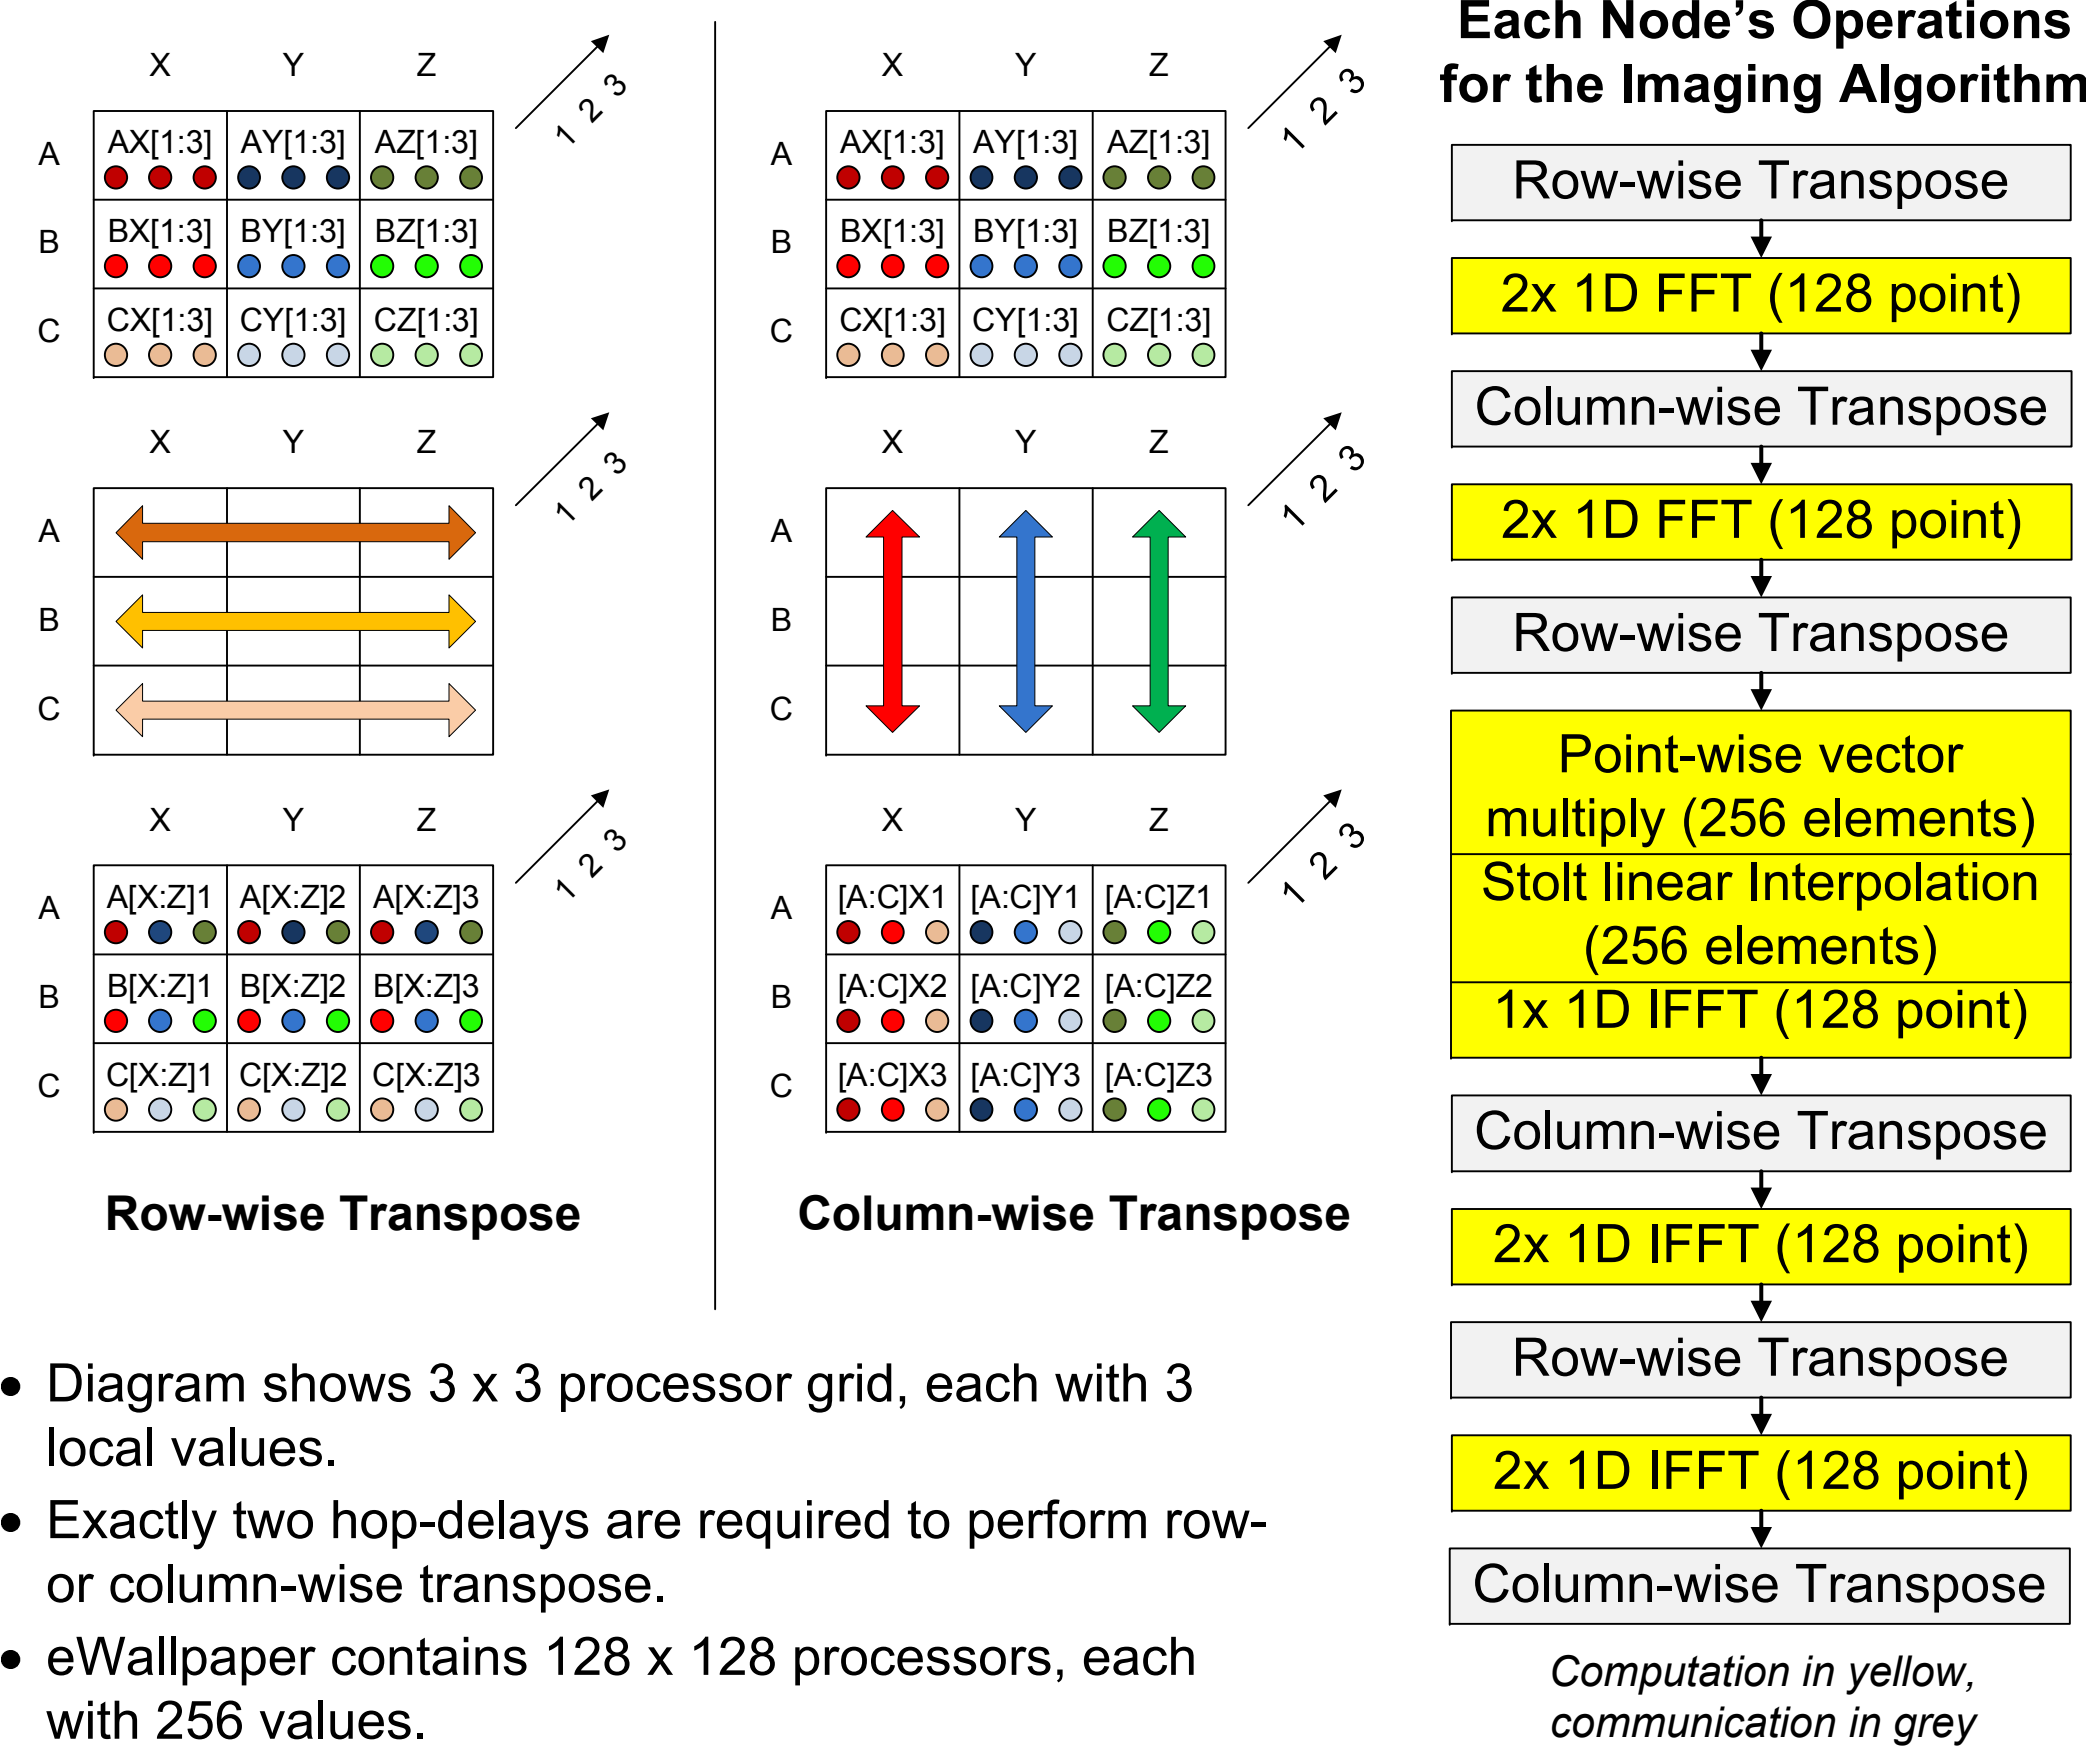 X Y Z
1 2 3
A AX[1:3] AY[1:3] AZ[1:3]
B BX[1:3] BY[1:3] BZ[1:3]
C CX[1:3] CY[1:3] CZ[1:3]
X Y Z
1 2 3
A
B
C
X Y Z
1 2 3
A A[X:Z]1 A[X:Z]2 A[X:Z]3
B B[X:Z]1 B[X:Z]2 B[X:Z]3
C C[X:Z]1 C[X:Z]2 C[X:Z]3
Row-wise Transpose
X Y Z
1 2 3
A AX[1:3] AY[1:3] AZ[1:3]
B BX[1:3] BY[1:3] BZ[1:3]
C CX[1:3] CY[1:3] CZ[1:3]
X Y Z
1 2 3
A
B
C
X Y Z
1 2 3
A [A:C]X1 [A:C]Y1 [A:C]Z1
B [A:C]X2 [A:C]Y2 [A:C]Z2
C [A:C]X3 [A:C]Y3 [A:C]Z3
Column-wise Transpose
• Diagram shows 3 x 3 processor grid, each with 3
local values.
• Exactly two hop-delays are required to perform row-
or column-wise transpose.
• eWallpaper contains 128 x 128 processors, each
with 256 values.
Each Node's Operations
for the Imaging Algorithm
Row-wise Transpose
2x 1D FFT (128 point)
Column-wise Transpose
2x 1D FFT (128 point)
Row-wise Transpose
Point-wise vector
multiply (256 elements)
Stolt linear Interpolation
(256 elements)
1x 1D IFFT (128 point)
Column-wise Transpose
2x 1D IFFT (128 point)
Row-wise Transpose
2x 1D IFFT (128 point)
Column-wise Transpose
Computation in yellow,
communication in grey